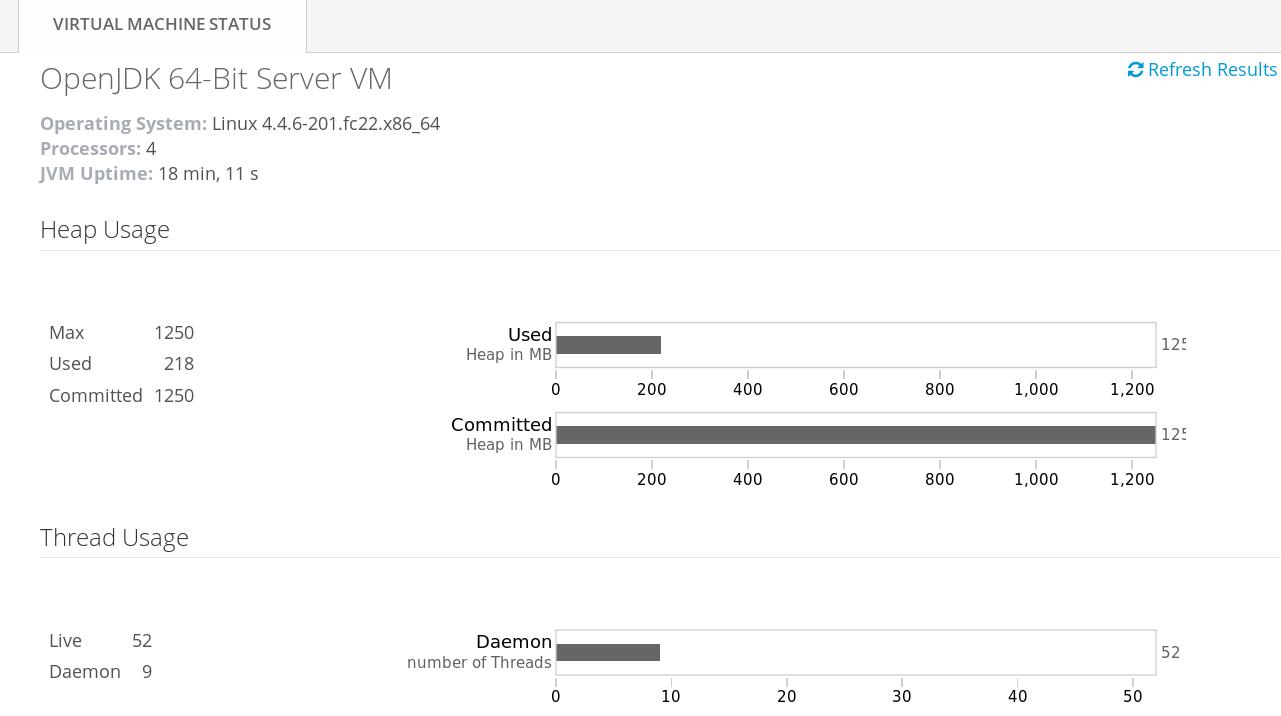 VIRTUAL MACHINE STATUS
OpenJDK 64-Bit Server VM
Refresh Results
Operating System: Linux 4.4.6-201.fc22.x86_64
Processors: 4
JVM Uptime: 18 min, 11 s
Heap Usage
Max 1250
Used 218
Committed 1250
Used
Heap in MB
0 200 400 600 800 1,000 1,200
Committed
Heap in MB
0 200 400 600 800 1,000 1,200
Thread Usage
Live 52
Daemon 9
Daemon
number of Threads
52
0 10 20 30 40 50